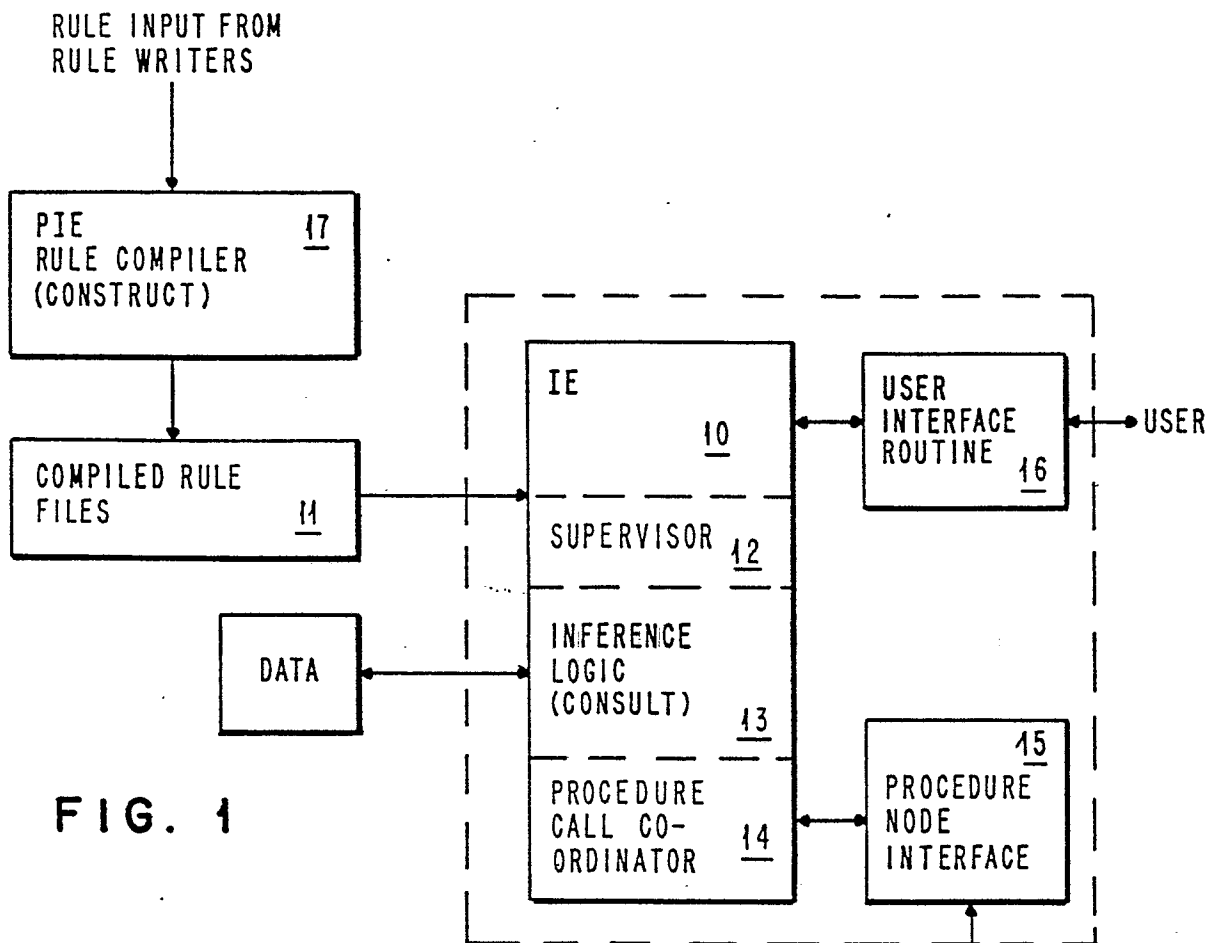 RULE INPUT FROM
RULE WRITERS
PIE
RULE COMPILER
(CONSTRUCT)
17
COMPILED RULE
FILES
11
IE
10
SUPERVISOR
12
INFERENCE
LOGIC
(CONSULT)
13
PROCEDURE
CALL CO-
ORDINATOR
14
USER
INTERFACE
ROUTINE
16
USER
DATA
15
PROCEDURE
NODE
INTERFACE
FIG. 1